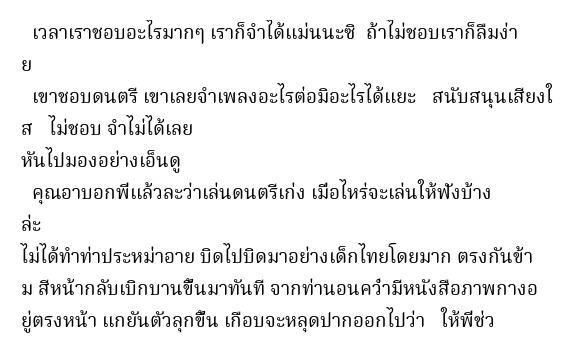 เวลาเราชอบอะไรมากๆ เราก็จำได้แม่นนะซิ  ถ้าไม่ชอบเราก็ลืมง่า
ย
เขาชอบดนตรี เขาเลยจำเพลงอะไรต่อมิอะไรได้แยะ   สนับสนุนเสียงใ
ส   ไม่ชอบ จำไม่ได้เลย
หันไปมองอย่างเอ็นดู
คุณอาบอกพี่แล้วละว่าเล่นดนตรีเก่ง เมื่อไหร่จะเล่นให้ฟังบ้าง
ล่ะ
ไม่ได้ทำท่าประหม่าอาย บิดไปบิดมาอย่างเด็กไทยโดยมาก ตรงกันข้า
ม สีหน้ากลับเบิกบานขึ้นมาทันที จากท่านอนคว่ำมีหนังสือภาพกางอ
ยู่ตรงหน้า แกยันตัวลุกขึ้น เกือบจะหลุดปากออกไปว่า   ให้พี่ช่ว